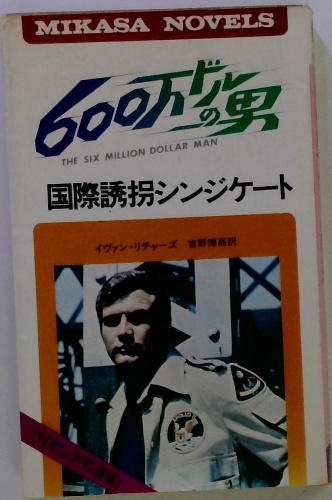 MIKASA NOVELS
600万ドルの男
THE SIX MILLION DOLLAR MAN
国際誘拐シンジケート
イヴァン・リチャーズ 吉野博高訳